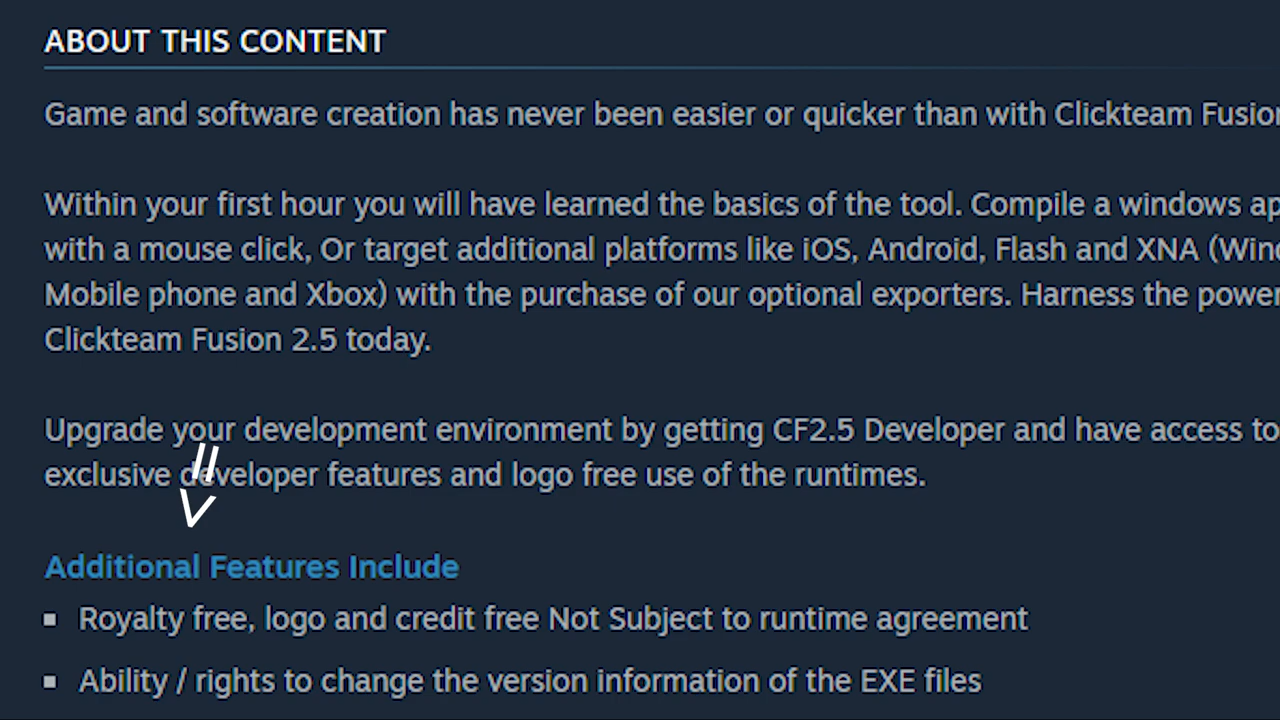 ABOUT THIS CONTENT
Game and software creation has never been easier or quicker than with Clickteam Fusion
Within your first hour you will have learned the basics of the tool. Compile a windows
with a mouse click, Or target additional platforms like iOS, Android, Flash and XNA
Mobile phone and Xbox) with the purchase of our optional exporters. Harness the power
Clickteam Fusion 2.5 today.
Upgrade your development environment by getting CF2.5 Developer and have access to
exclusive developer features and logo free use of the runtimes.
Additional Features Include
Royalty free, logo and credit free Not Subject to runtime agreement
Ability / rights to change the version information of the EXE files